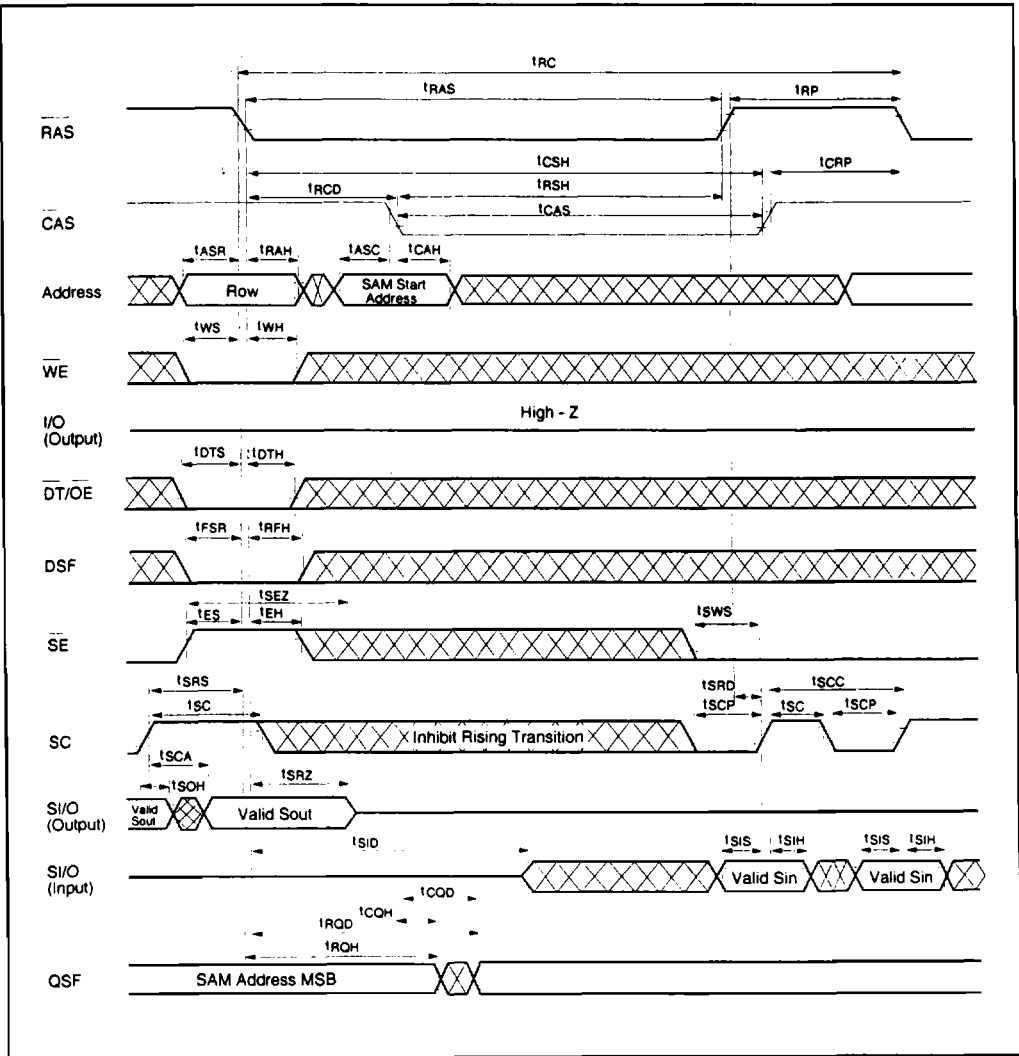 tRC
tRAS
tRP
RAS
tCSH
tCRP
tRCD
tRSH
CAS
tCAS
tASR
tRAH
tASC
tCAH
Address
Row
SAM Start
Address
tWS
tWH
WE
High - Z
I/O
(Output)
tDTS
tDTH
DT/OE
tFSR
tRFH
DSF
tSEZ
tES
tEH
tSWS
SE
tSRS
tSRD
tSCC
tSC
tSCP
tSC
tSCP
SC
Inhibit Rising Transition
tSCA
tSOH
tSRZ
SI/O
(Output)
Valid
Sout
Valid Sout
tSID
tSIS
tSIH
tSIS
tSIH
SI/O
(Input)
Valid Sin
Valid Sin
tCQD
tCQH
tRQD
tRQH
QSF
SAM Address MSB